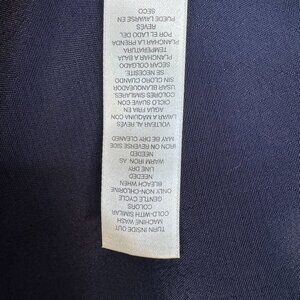 TURN INSIDE OUT
MACHINE WASH
COLD-WITH SIMILAR
COLORS
GENTLE CYCLE
ONLY NON-CHLORINE
BLEACH WHEN
NEEDED
LINE DRY
WARM IRON AS
NEEDED
IRON ON REVERSE SIDE
MAY BE DRY CLEANED
VOLTEAR AL REVES
LAVAR A MAQUINA CON
AGUA FRIA EN
CICLO SUAVE CON
COLORES SIMILARES
USAR BLANQUEADOR
SIN CLORO CUANDO
SE NECESITE
SECAR COLGADO
PLANCHAR A BAJA
TEMPERATURA
PLANCHAR LA PRENDA
POR EL LADO DEL
REVES
PUEDE LAVARSE EN
SECO